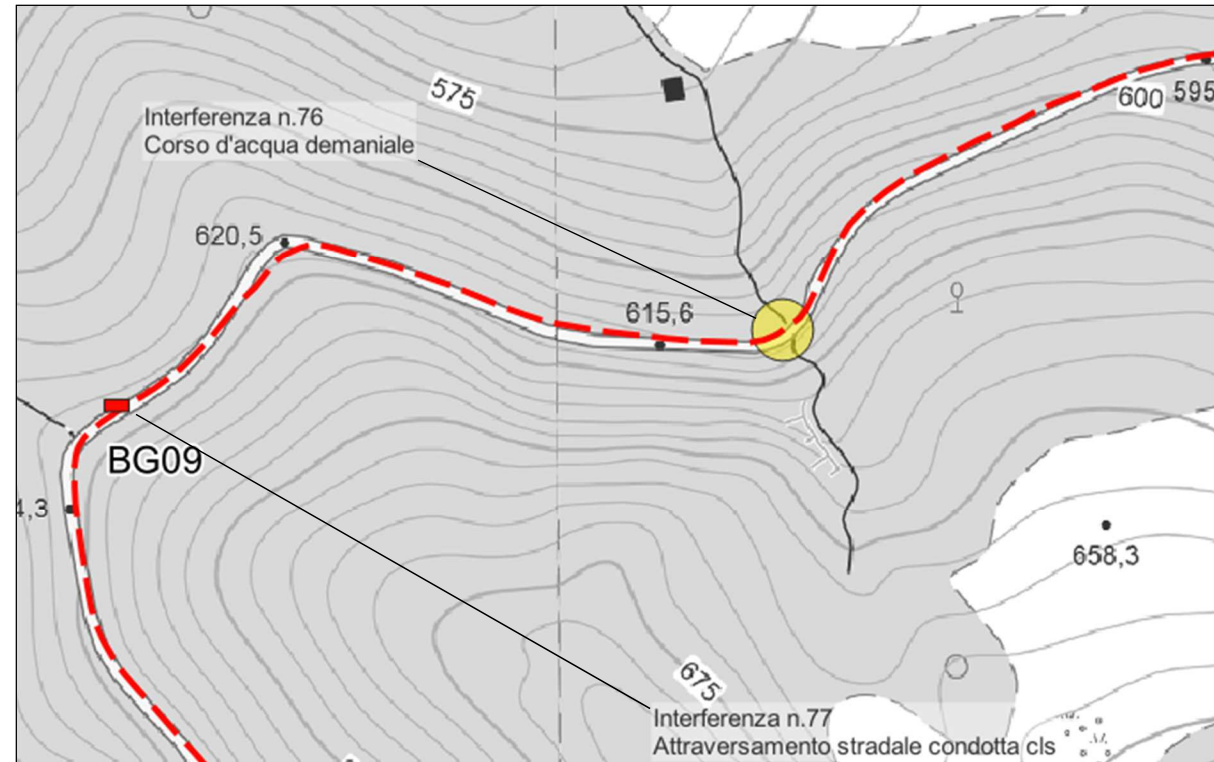 575
600
595
Interferenza n.76
Corso d'acqua demaniale
620,5
615,6
BG09
4,3
658,3
675
Interferenza n.77
Attraversamento stradale condotta cls